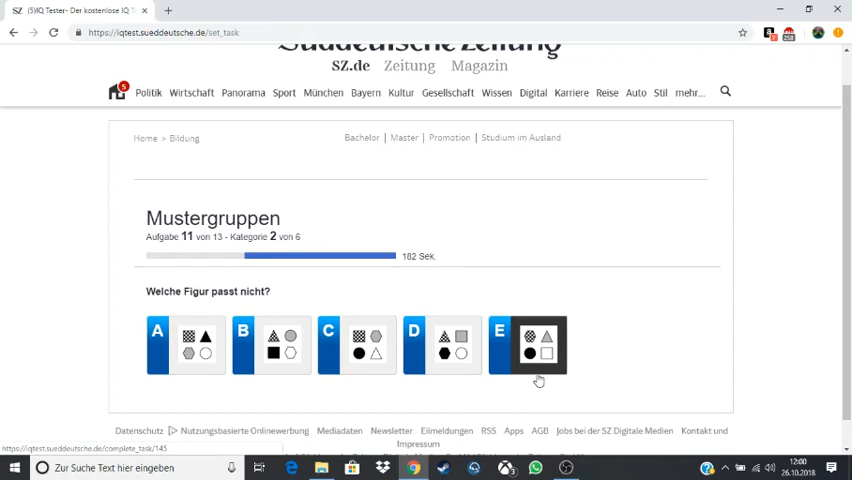 (5)IQ Tester- Der kostenlose IQ T
https://iqtest.sueddeutsche.de/set_task
Süddeutsche Zeitung
SZ.de Zeitung Magazin
5
Politik Wirtschaft Panorama Sport München Bayern Kultur Gesellschaft Wissen Digital Karriere Reise Auto Stil mehr...
Home > Bildung
Bachelor | Master | Promotion | Studium im Ausland
Mustergruppen
Aufgabe 11 von 13 - Kategorie 2 von 6
182 Sek.
Welche Figur passt nicht?
A B C D E
Datenschutz Nutzungsbasierte Onlinewerbung Mediadaten Newsletter Eilmeldungen RSS Apps AGB Jobs bei der SZ Digitale Medien Kontakt und
Impressum
https://iqtest.sueddeutsche.de/complete_task/145
Zur Suche Text hier eingeben
12:00
26.10.2018